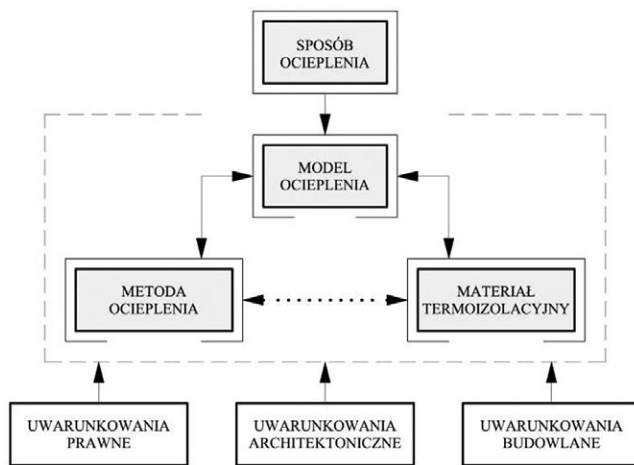 SPOSÓB
OCIEPLENIA
MODEL
OCIEPLENIA
METODA
OCIEPLENIA
MATERIAŁ
TERMOIZOLACYJNY
UWARUNKOWANIA
PRAWNE
UWARUNKOWANIA
ARCHITEKTONICZNE
UWARUNKOWANIA
BUDOWLANE